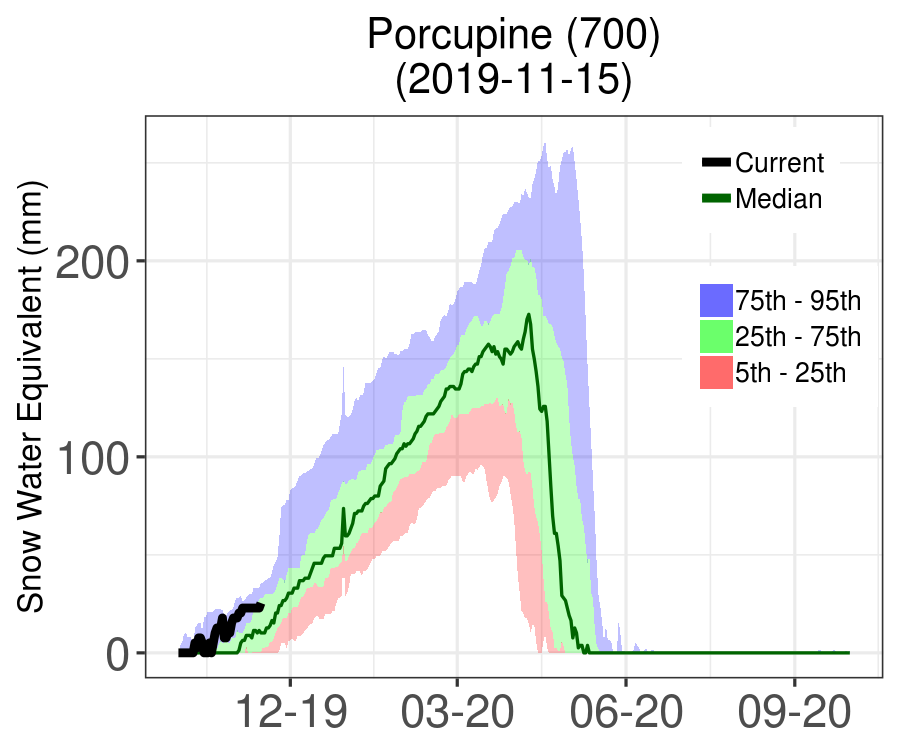 Porcupine (700)
(2019-11-15)
Snow Water Equivalent (mm)
200
100
0
12-19 03-20 06-20 09-20
Current
Median
75th - 95th
25th - 75th
5th - 25th